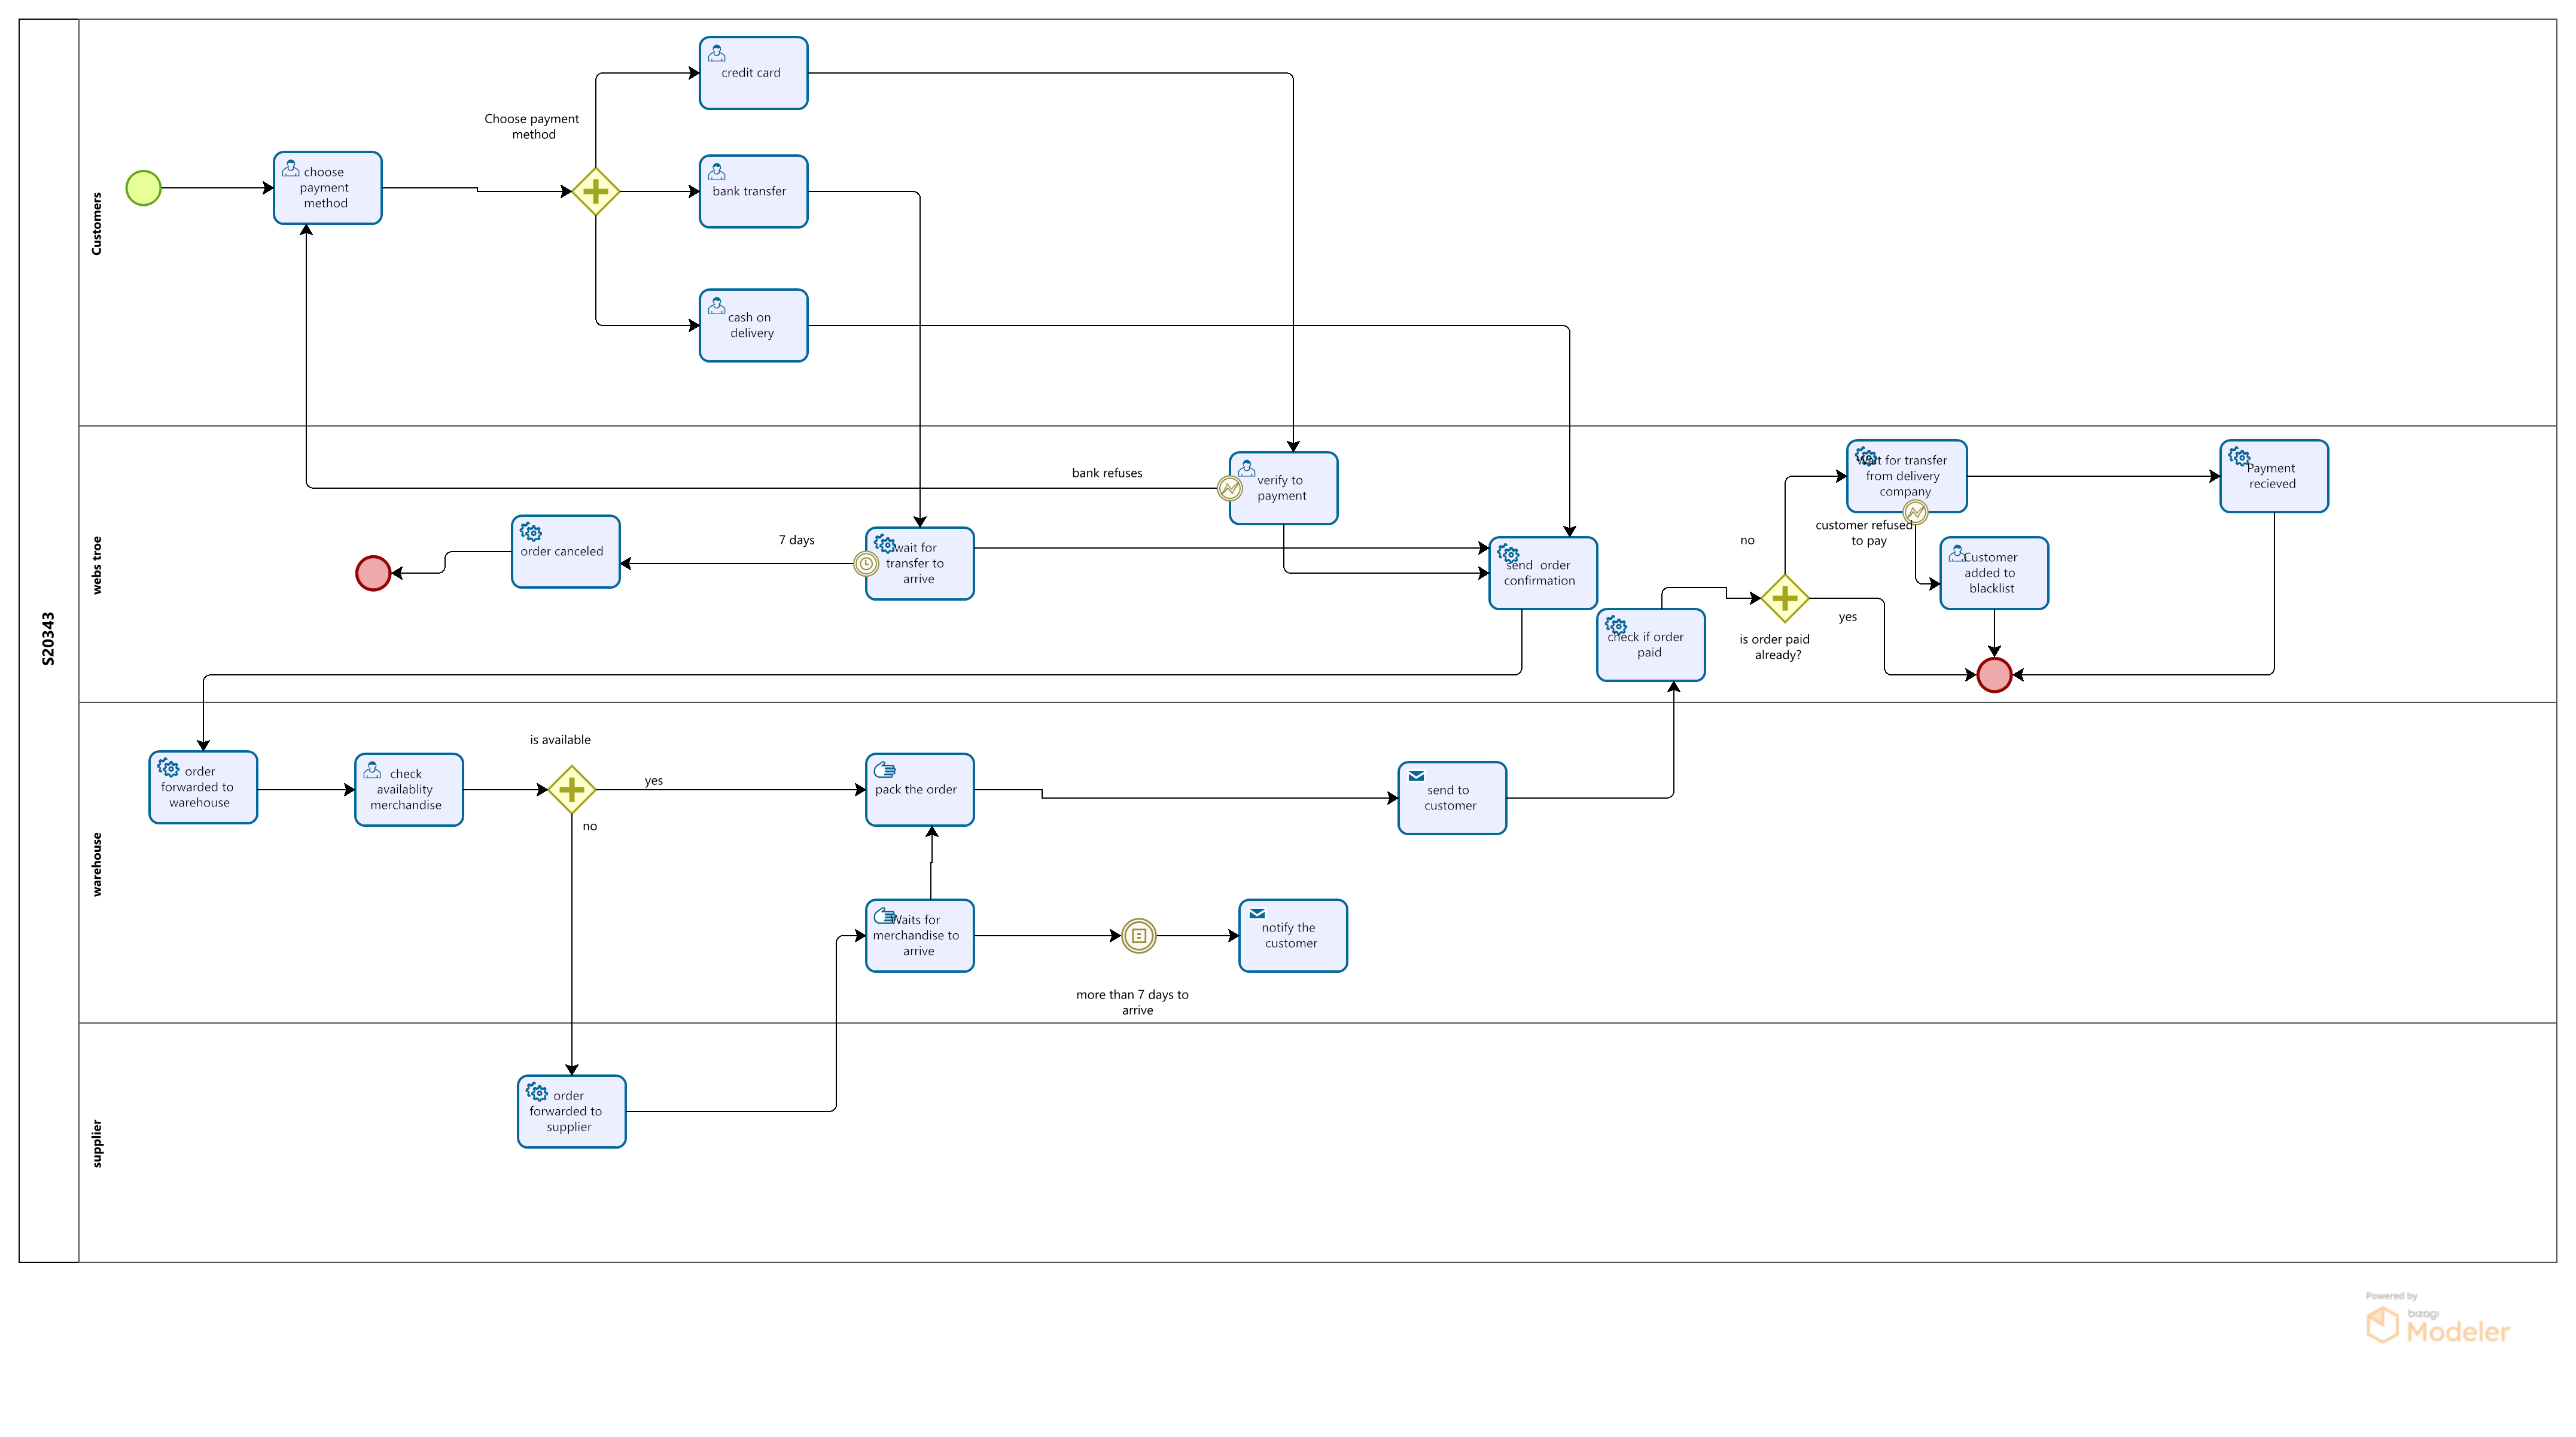 S20343
Customers
choose
payment
method
Choose payment
method
credit card
bank transfer
cash on
delivery
webs troe
bank refuses
verify to
payment
order canceled
7 days
wait for
transfer to
arrive
send order
confirmation
check if order
paid
is order paid
already?
no
yes
Wait for transfer
from delivery
company
customer refused
to pay
Customer
added to
blacklist
Payment
recieved
warehouse
order
forwarded to
warehouse
check
availablity
merchandise
is available
yes
no
pack the order
send to
customer
Waits for
merchandise to
arrive
more than 7 days to
arrive
notify the
customer
supplier
order
forwarded to
supplier
Powered by
bizagi
Modeler